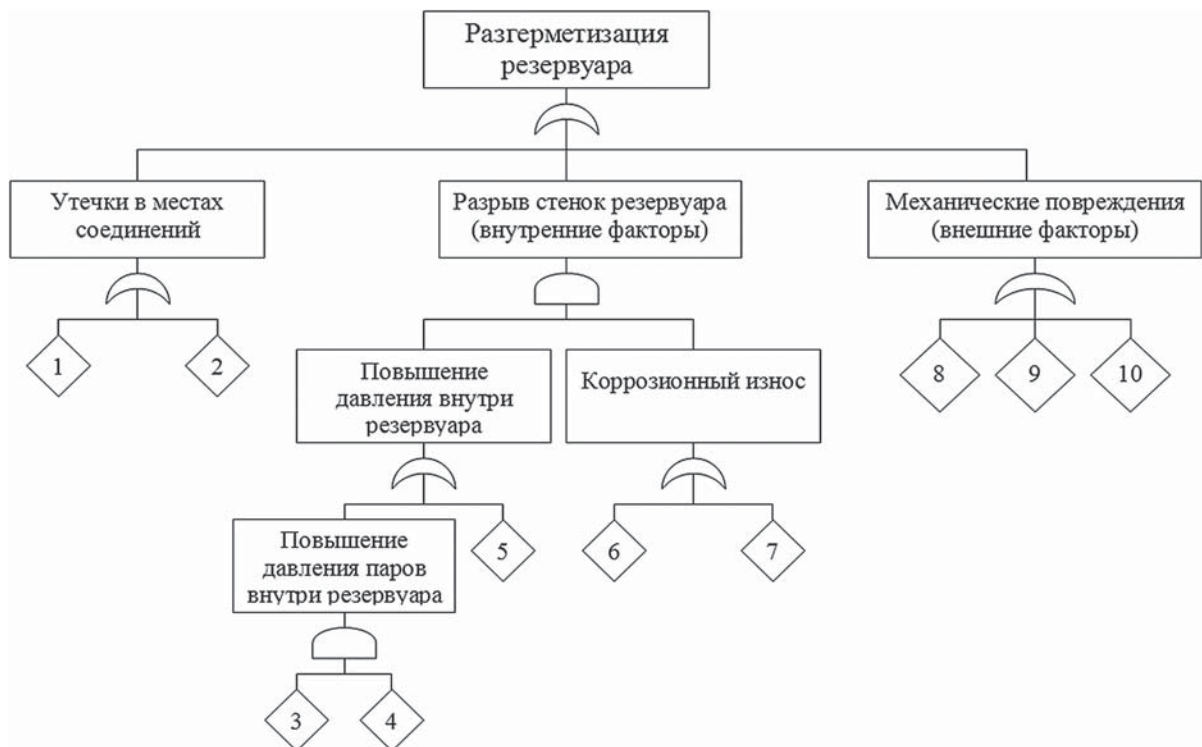 Разгерметизация
резервуара
Утечки в местах
соединений
Разрыв стенок резервуара
(внутренние факторы)
Механические повреждения
(внешние факторы)
1
2
Повышение
давления внутри
резервуара
Коррозионный износ
8
9
10
Повышение
давления паров
внутри резервуара
5
6
7
3
4